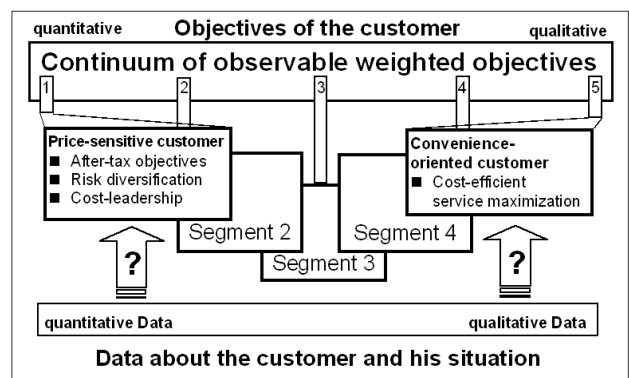 quantitative
Objectives of the customer
qualitative
Continuum of observable weighted objectives
1
2
3
4
5
Price-sensitive customer
■ After-tax objectives
■ Risk diversification
■ Cost-leadership
Convenience-
oriented customer
■ Cost-efficient
service maximization
Segment 2
Segment 4
Segment 3
?
?
quantitative Data
qualitative Data
Data about the customer and his situation